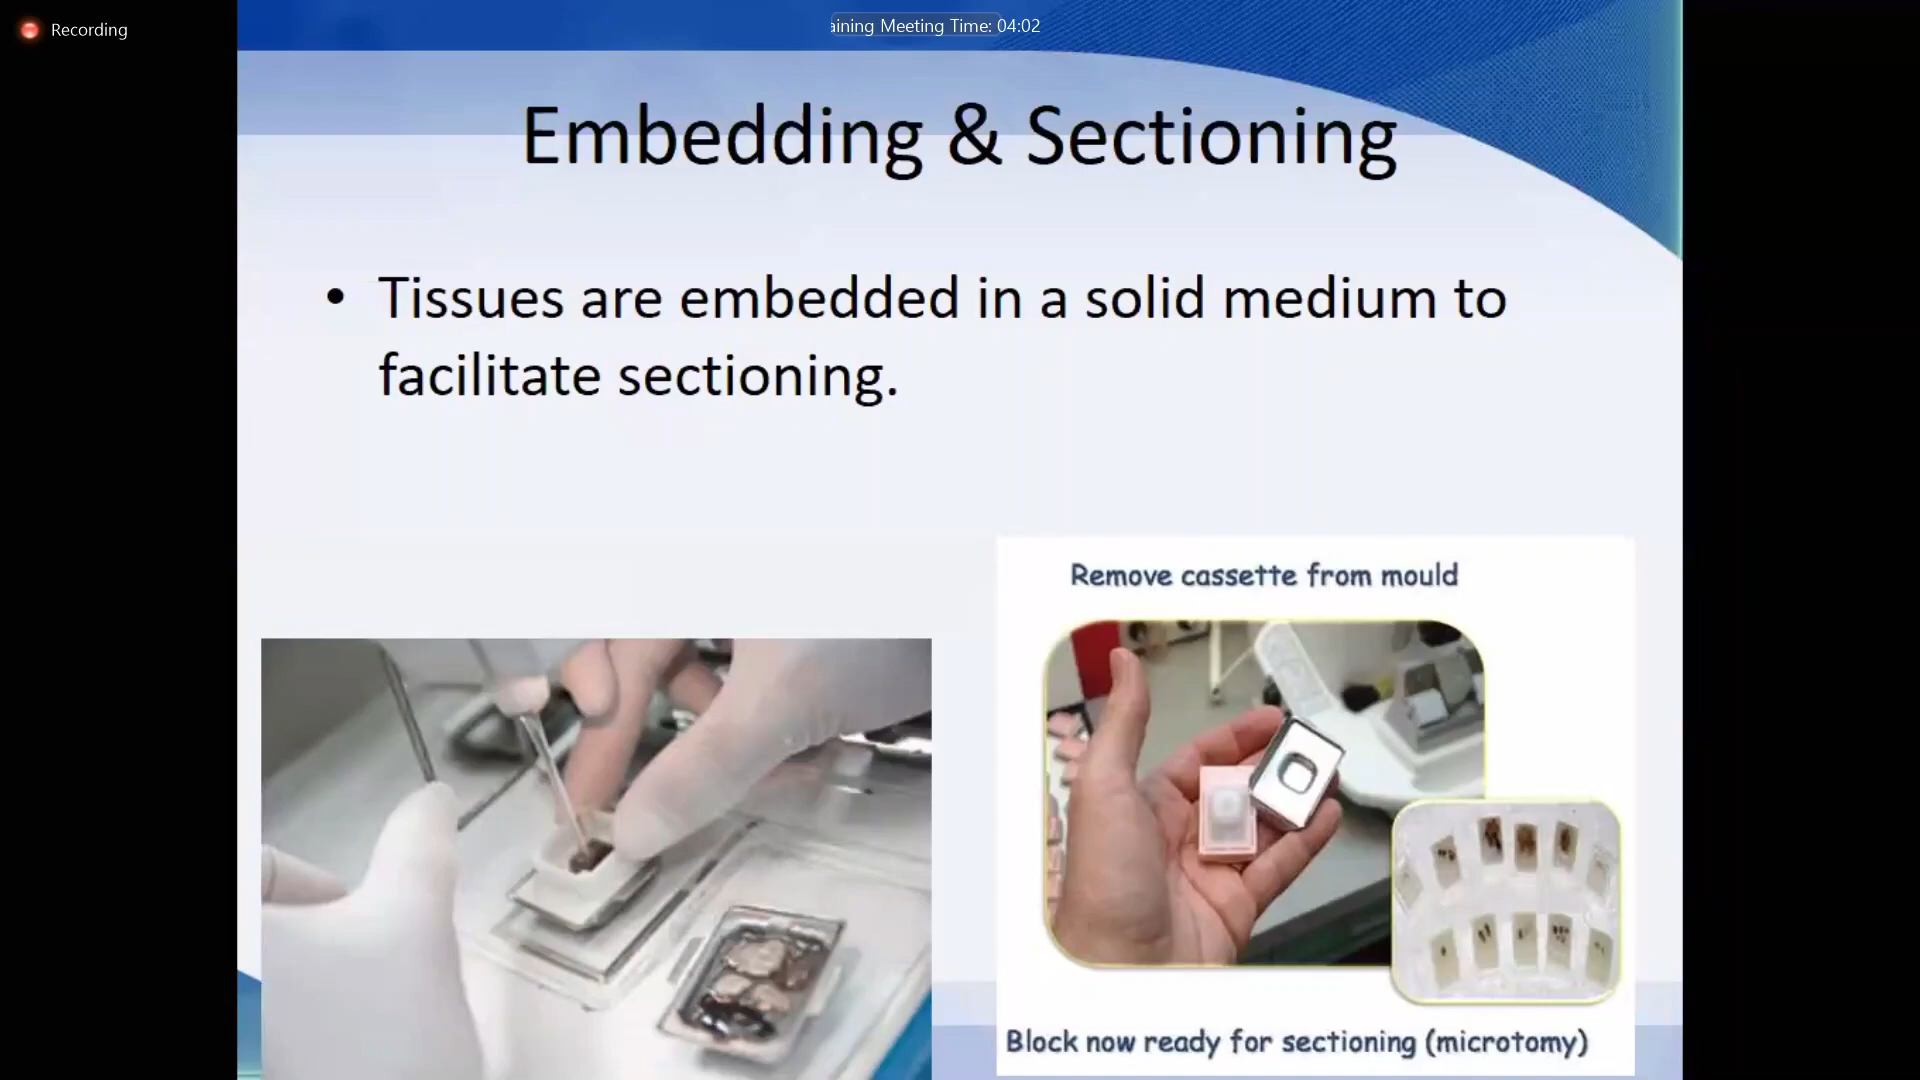 Recording
aining Meeting Time: 04:02
Embedding & Sectioning
• Tissues are embedded in a solid medium to
facilitate sectioning.
Remove cassette from mould
Block now ready for sectioning (microtomy)